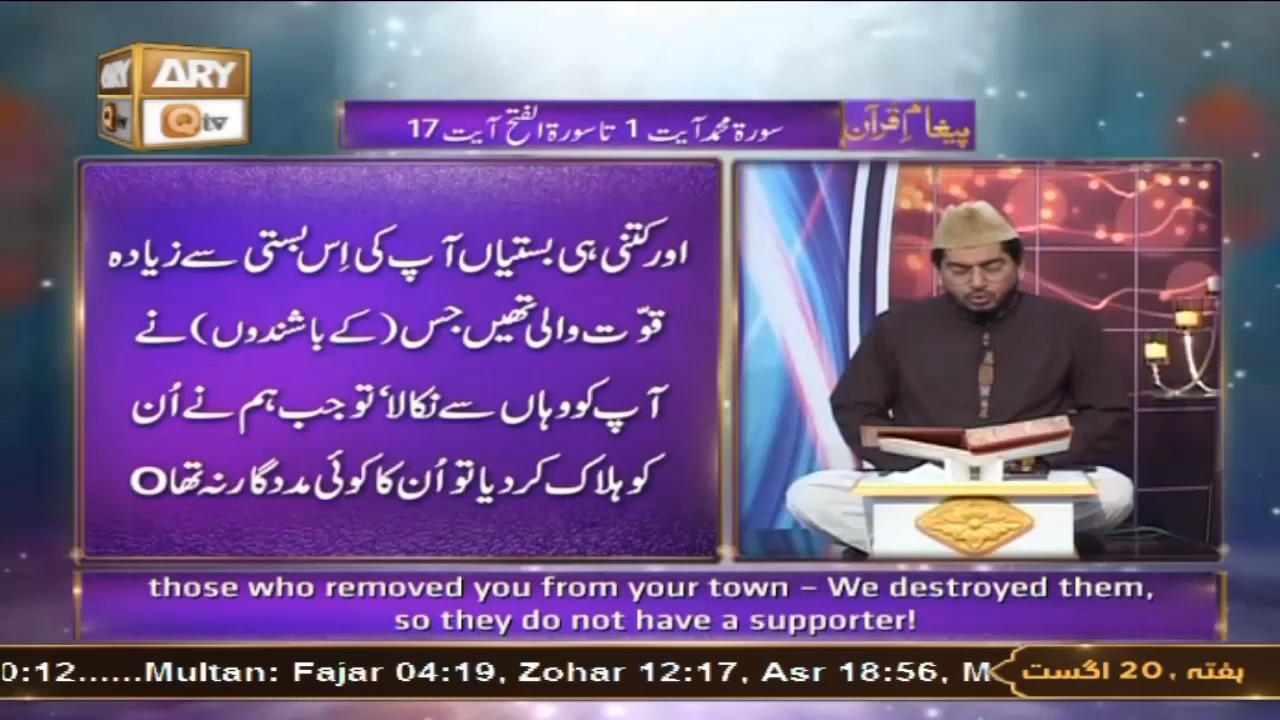 ARY
ARY
Qtv
Qtv
پیغامِ قرآن
سورۃ محمد آیت 1 تا سورۃ الفتح آیت 17
اور کتنی ہی بستیاں آپ کی اِس بستی سے زیادہ
قوّت والی تھیں جس (کے باشندوں) نے
آپ کو وہاں سے نکالا، تو جب ہم نے اُن
کو ہلاک کر دیا تو اُن کا کوئی مددگار نہ تھا O
those who removed you from your town – We destroyed them,
so they do not have a supporter!
0:12......Multan: Fajar 04:19, Zohar 12:17, Asr 18:56, M
ہفتہ ، 20 اگست